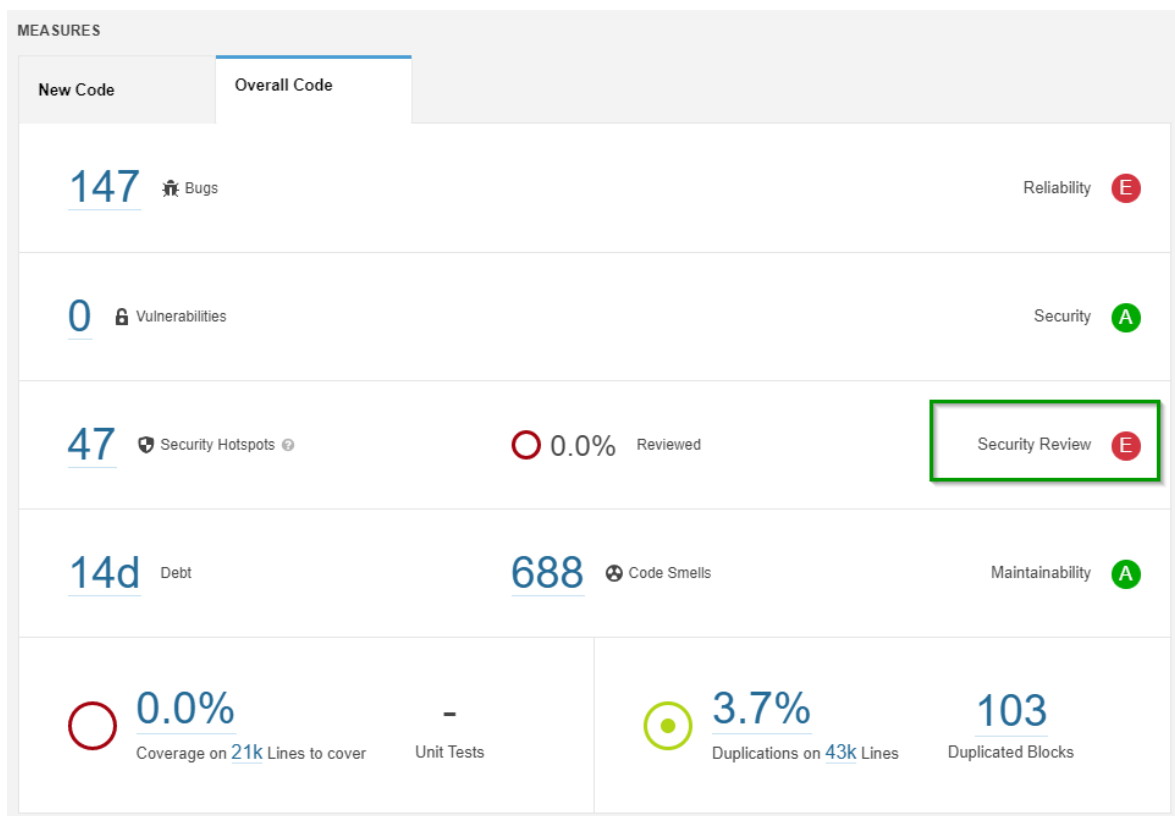 MEASURES
New Code
Overall Code
147 Bugs
Reliability E
0 Vulnerabilities
Security A
47 Security Hotspots ?
0.0% Reviewed
Security Review E
14d Debt
688 Code Smells
Maintainability A
0.0%
Coverage on 21k Lines to cover
-
Unit Tests
3.7%
Duplications on 43k Lines
103
Duplicated Blocks